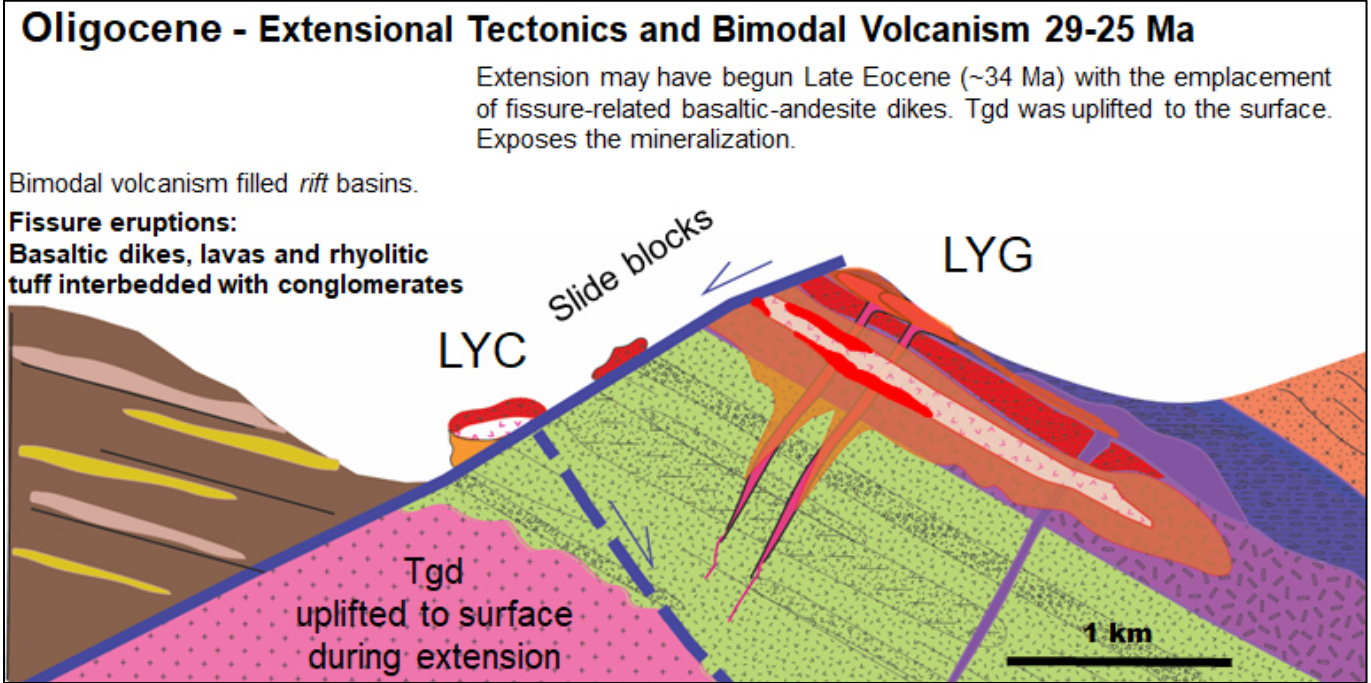 Oligocene - Extensional Tectonics and Bimodal Volcanism 29-25 Ma
Extension may have begun Late Eocene (~34 Ma) with the emplacement
of fissure-related basaltic-andesite dikes. Tgd was uplifted to the surface.
Exposes the mineralization.
Bimodal volcanism filled rift basins.
Fissure eruptions:
Basaltic dikes, lavas and rhyolitic
tuff interbedded with conglomerates
Slide blocks
LYG
LYC
Tgd
uplifted to surface
during extension
1 km